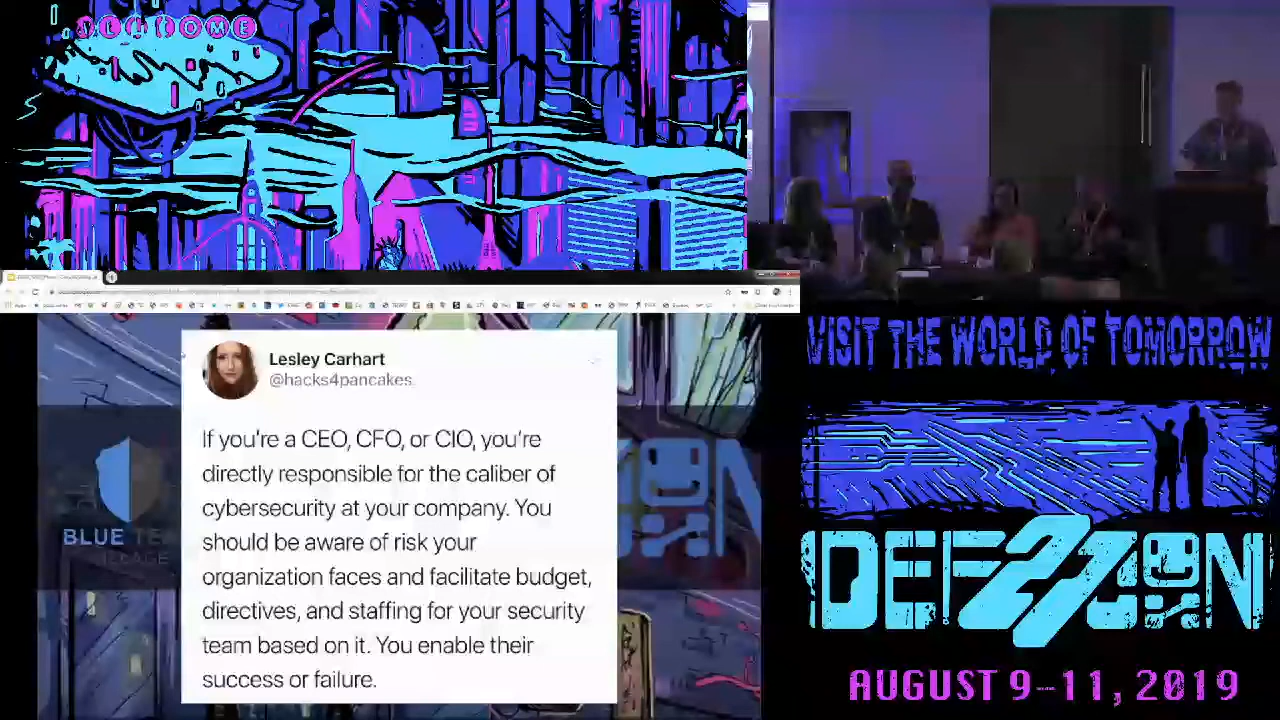 WELCOME
Lesley Carhart
@hacks4pancakes
If you're a CEO, CFO, or CIO, you're
directly responsible for the caliber of
cybersecurity at your company. You
should be aware of risk your
organization faces and facilitate budget,
directives, and staffing for your security
team based on it. You enable their
success or failure.
BLUE TE
VISIT THE WORLD OF TOMORROW
DEFCON
27
AUGUST 9-11, 2019